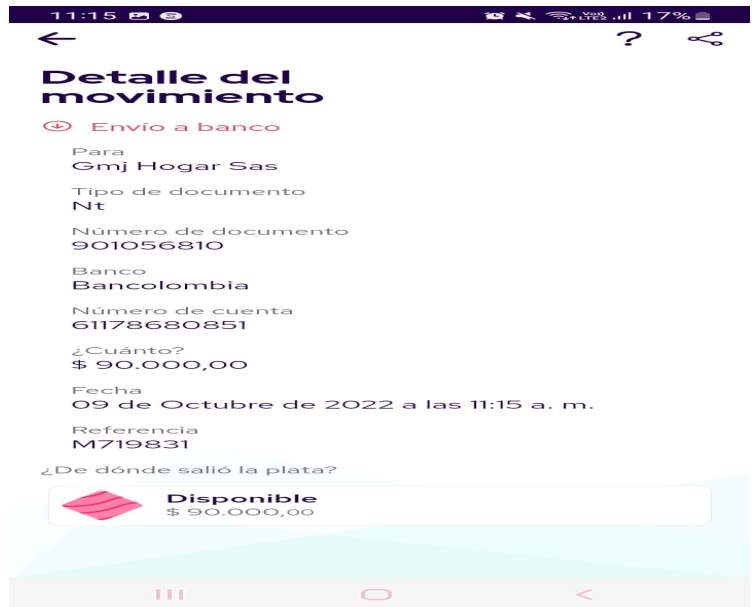 11:15
Voo) LTE2 17%
?
Detalle del
movimiento
Envío a banco
Para
Gmj Hogar Sas
Tipo de documento
Nt
Número de documento
901056810
Banco
Bancolombia
Número de cuenta
61178680851
¿Cuánto?
$ 90.000,00
Fecha
09 de Octubre de 2022 a las 11:15 a. m.
Referencia
M719831
¿De dónde salió la plata?
Disponible
$ 90.000,00